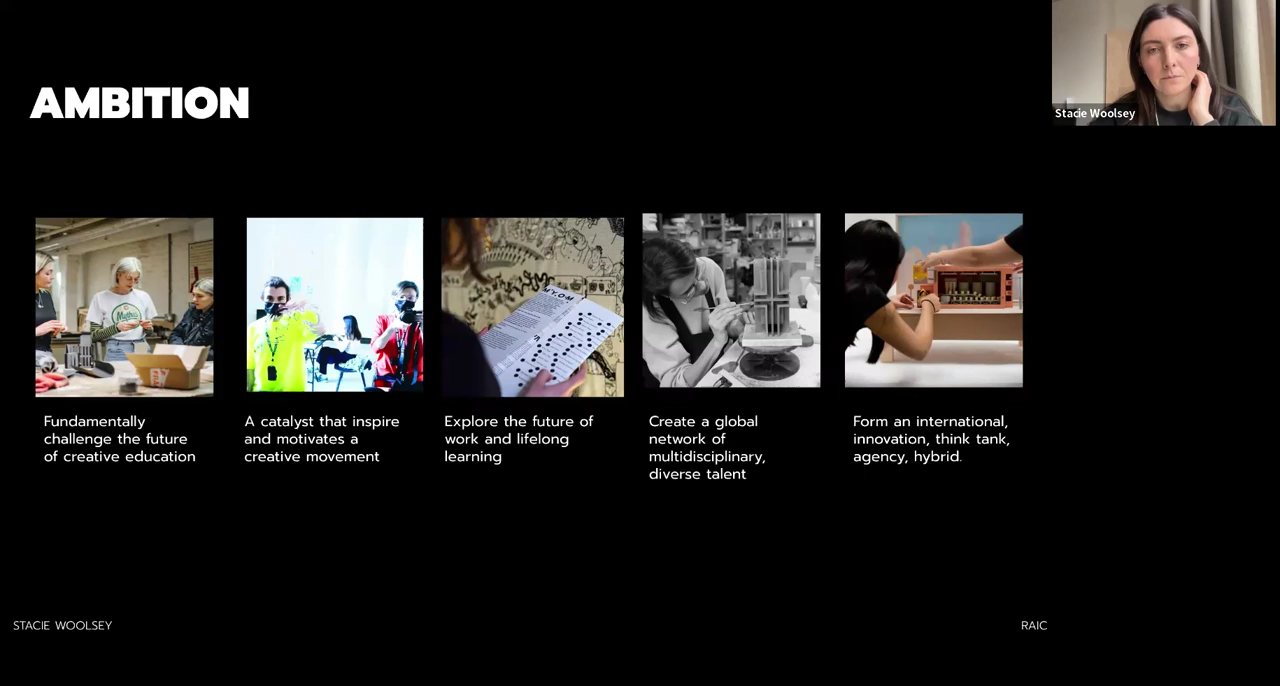 AMBITION
Stacie Woolsey
M.Y.O.M
Fundamentally
challenge the future
of creative education
A catalyst that inspire
and motivates a
creative movement
Explore the future of
work and lifelong
learning
Create a global
network of
multidisciplinary,
diverse talent
Form an international,
innovation, think tank,
agency, hybrid.
STACIE WOOLSEY
RAIC